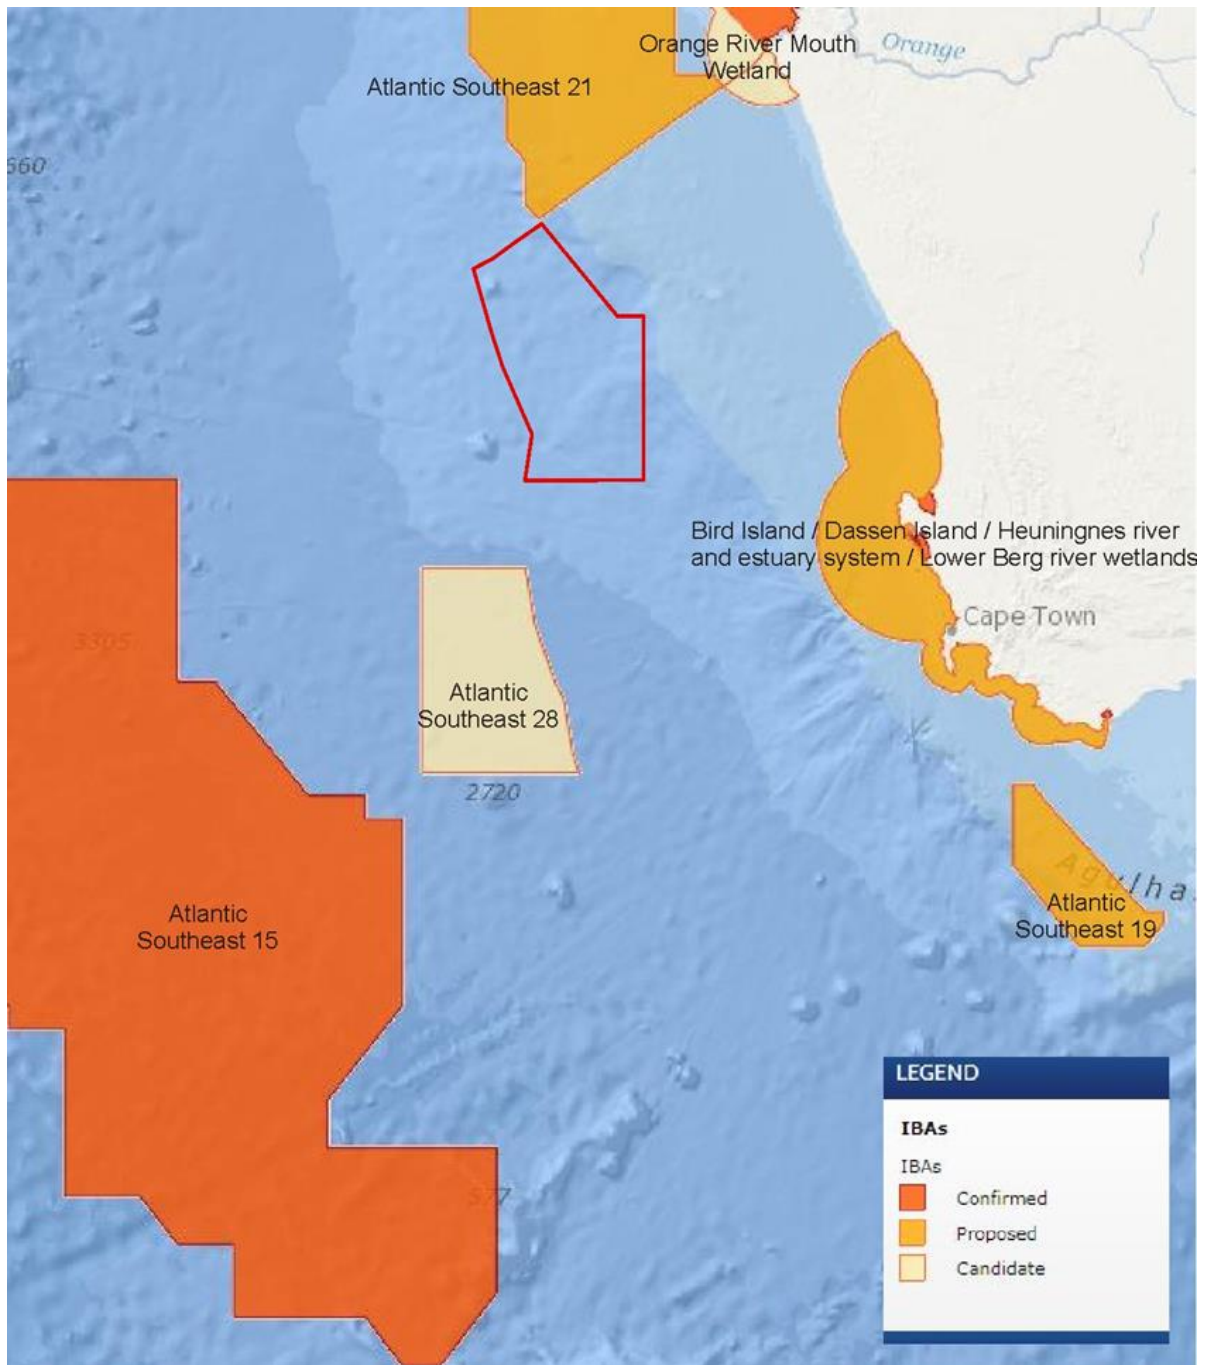 Orange River Mouth
Wetland
Orange
Atlantic Southeast 21
660
Bird Island / Dassen Island / Heuningnes river
and estuary system / Lower Berg river wetlands
Cape Town
3305
Atlantic
Southeast 28
2720
Agulha
Atlantic
Southeast 19
Atlantic
Southeast 15
577
LEGEND
IBAs
IBAs
Confirmed
Proposed
Candidate